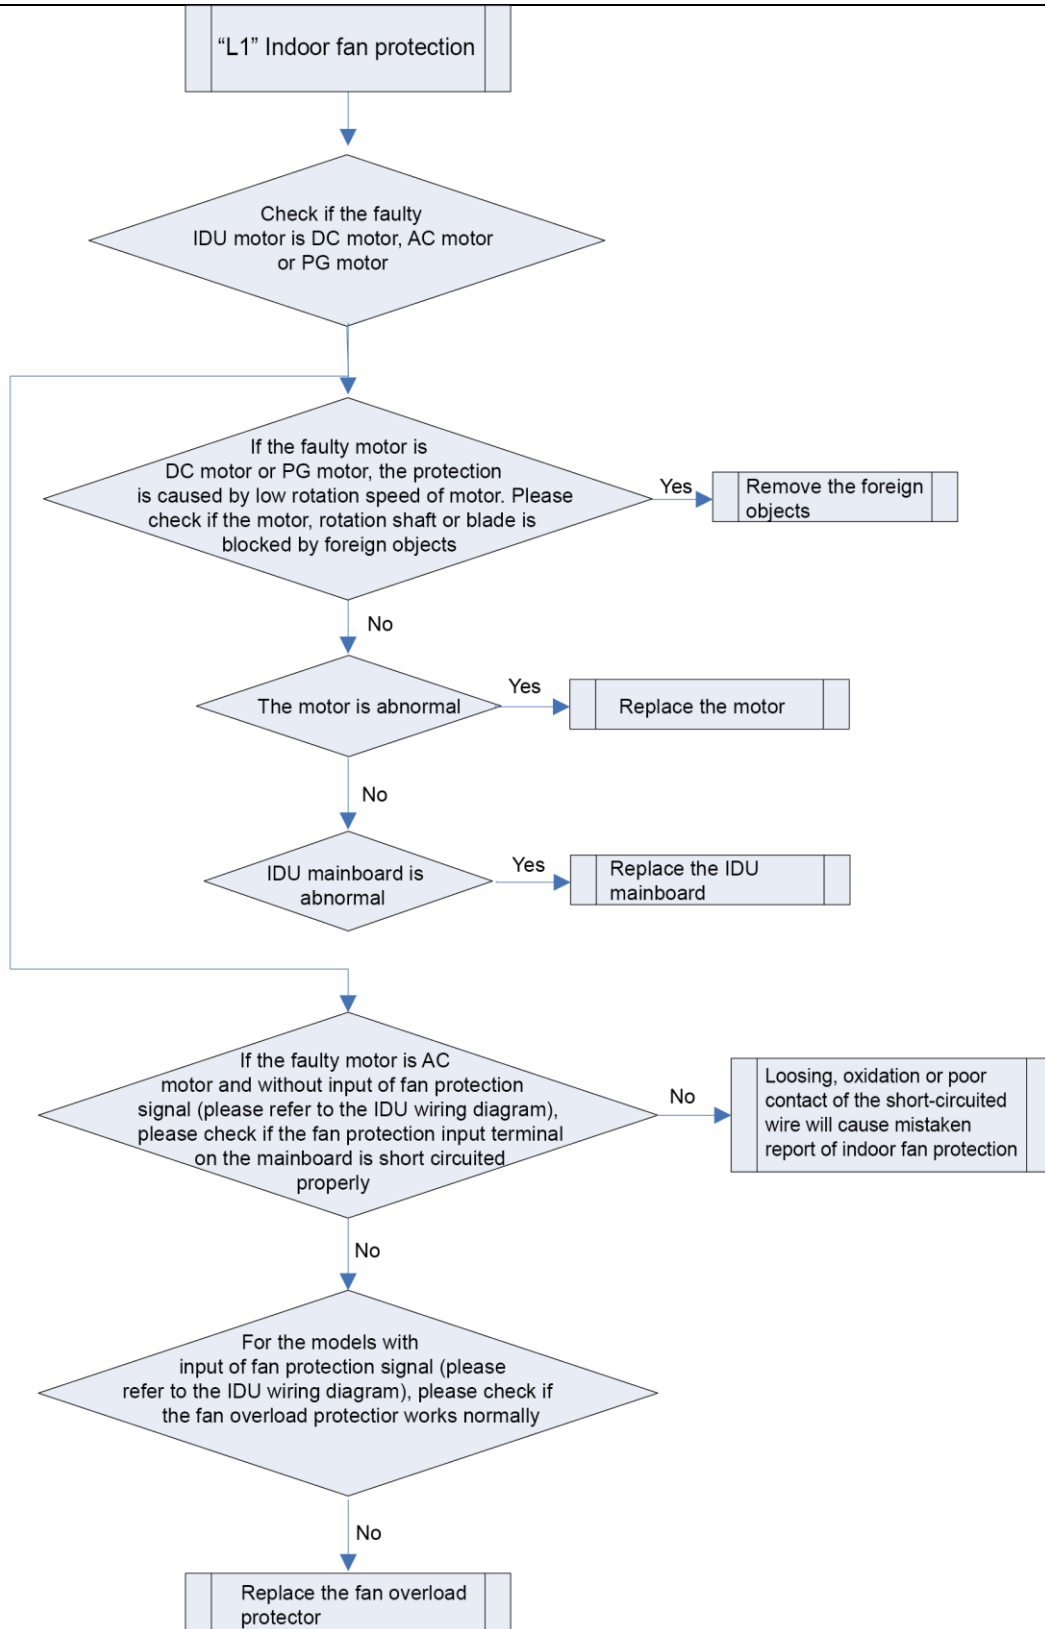 “L1” Indoor fan protection
Check if the faulty
IDU motor is DC motor, AC motor
or PG motor
If the faulty motor is
DC motor or PG motor, the protection
is caused by low rotation speed of motor. Please
check if the motor, rotation shaft or blade is
blocked by foreign objects
Yes
Remove the foreign
objects
No
The motor is abnormal
Yes
Replace the motor
No
IDU mainboard is
abnormal
Yes
Replace the IDU
mainboard
If the faulty motor is AC
motor and without input of fan protection
signal (please refer to the IDU wiring diagram),
please check if the fan protection input terminal
on the mainboard is short circuited
properly
No
Loosing, oxidation or poor
contact of the short-circuited
wire will cause mistaken
report of indoor fan protection
No
For the models with
input of fan protection signal (please
refer to the IDU wiring diagram), please check if
the fan overload protectior works normally
No
Replace the fan overload
protector